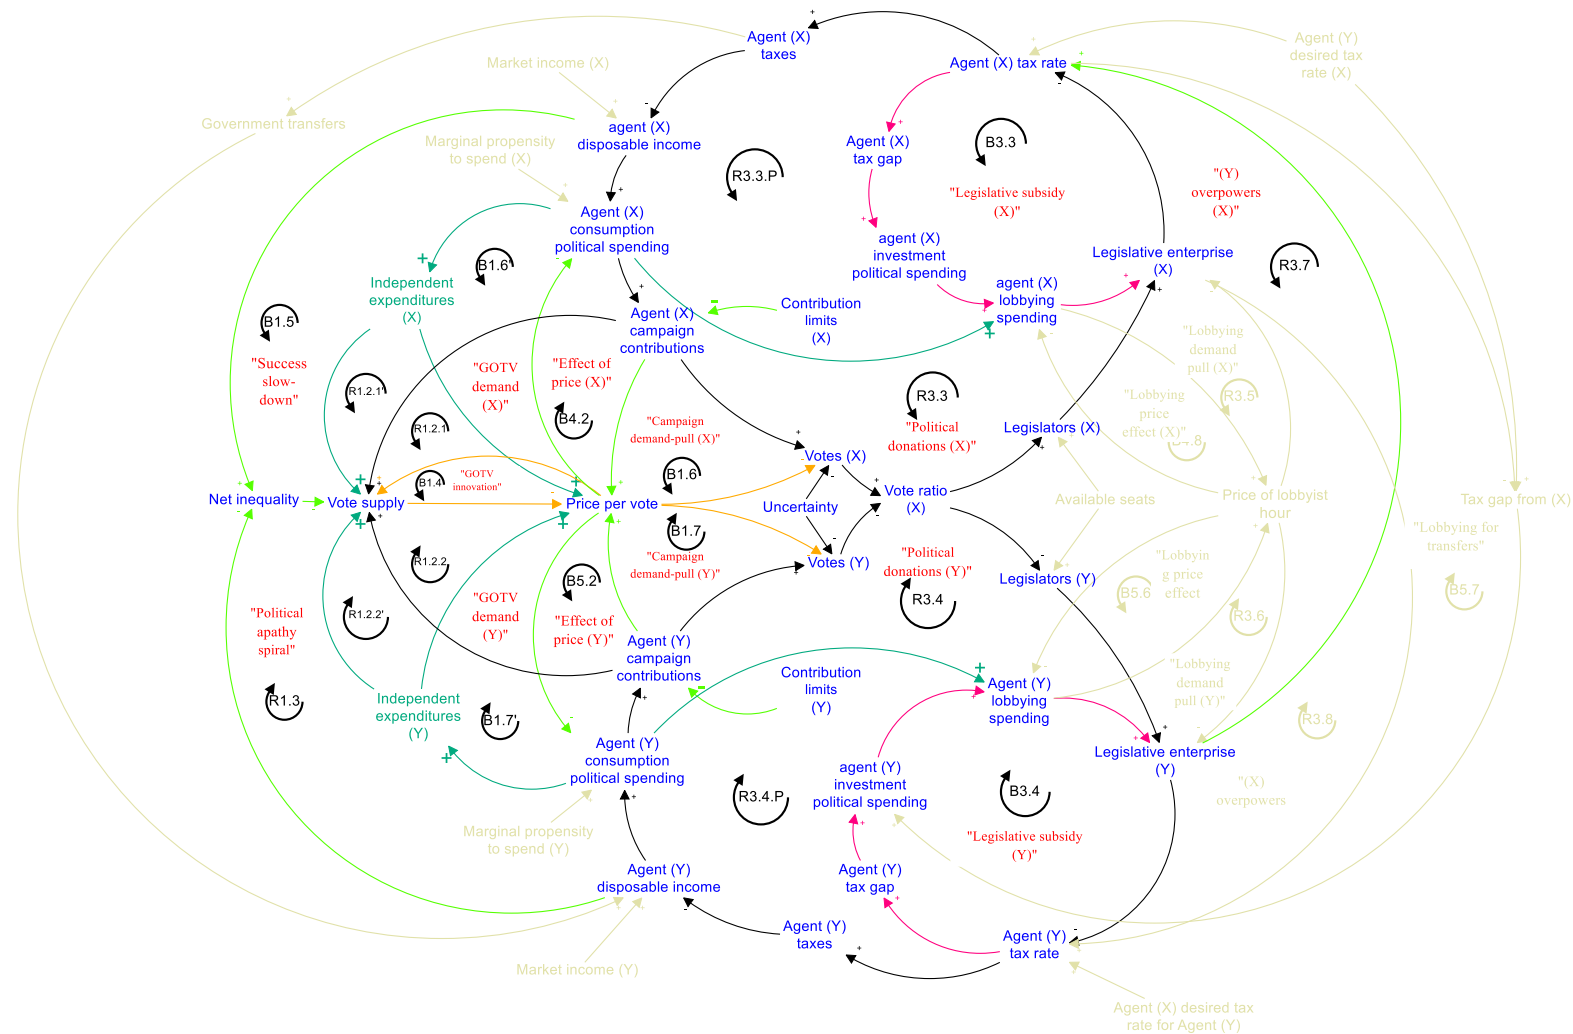 Agent (X)
taxes
Agent (X) tax rate
Agent (Y)
desired tax
rate (X)
Market income (X)
Government transfers
agent (X)
disposable income
Marginal propensity
to spend (X)
Agent (X)
tax gap
B3.3
R3.3.P
"Legislative subsidy
(X)"
"(Y)
overpowers
(X)"
Agent (X)
consumption
political spending
agent (X)
investment
political spending
Legislative enterprise
(X)
R3.7
B1.6'
Independent
expenditures
(X)
agent (X)
lobbying
spending
Contribution
limits
(X)
Agent (X)
campaign
contributions
B1.5
"Success
slow-
down"
"Lobbying
demand
pull (X)"
"GOTV
demand
(X)"
"Effect of
price (X)"
R1.2.1'
R3.3
R3.5
"Lobbying
price
effect (X)"
B4.2
R1.2.1
"Campaign
demand-pull (X)"
"Political
donations (X)"
Legislators (X)
B4.8
Votes (X)
B1.6
B1.4
"GOTV
innovation"
Net inequality
Vote supply
Price per vote
Uncertainty
Vote ratio
(X)
Available seats
Price of lobbyist
hour
Tax gap from (X)
B1.7
"Lobbying for
transfers"
"Campaign
demand-pull (Y)"
Votes (Y)
"Political
donations (Y)"
R1.2.2
B5.2
Legislators (Y)
"Lobbyin
g price
effect
B5.6
B5.7
R3.4
R1.2.2'
"Political
apathy
spiral"
"GOTV
demand
(Y)"
"Effect of
price (Y)"
R3.6
Agent (Y)
campaign
contributions
"Lobbying
demand
pull (Y)"
Contribution
limits
(Y)
Agent (Y)
lobbying
spending
R1.3
Independent
expenditures
(Y)
B1.7'
R3.8
Agent (Y)
consumption
political spending
Legislative enterprise
(Y)
agent (Y)
investment
political spending
B3.4
R3.4.P
"(X)
overpowers
Marginal propensity
to spend (Y)
"Legislative subsidy
(Y)"
Agent (Y)
disposable income
Agent (Y)
tax gap
Agent (Y)
taxes
Agent (Y)
tax rate
Market income (Y)
Agent (X) desired tax
rate for Agent (Y)